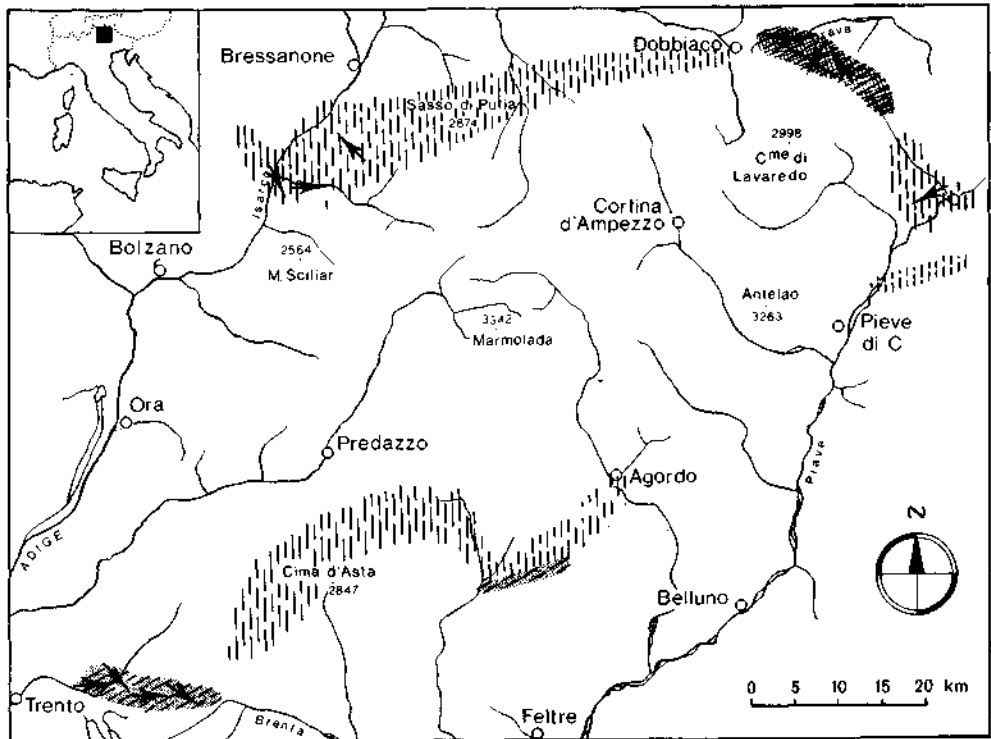 Bressanone
Dobbiaco
Sasso di Putia
2874
2998
Cme di
Lavaredo
Isarco
Cortina
d'Ampezzo
Bolzano
2564
M. Sciliar
Antelao
3263
3342
Marmolada
Pieve
di C
Ora
Predazzo
Agordo
Piave
N
ADIGE
Cima d'Asta
2847
Belluno
Trento
Brenta
Feltre
0 5 10 15 20 km